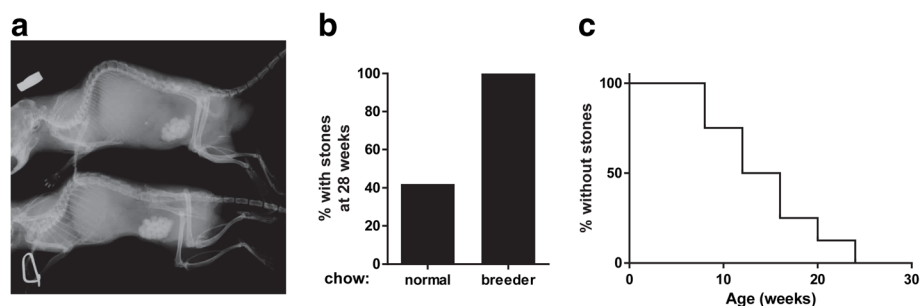 a
b
c
% with stones
at 28 weeks
100
80
60
40
20
0
chow:
normal
breeder
% without stones
100
50
0
0
10
20
30
Age (weeks)